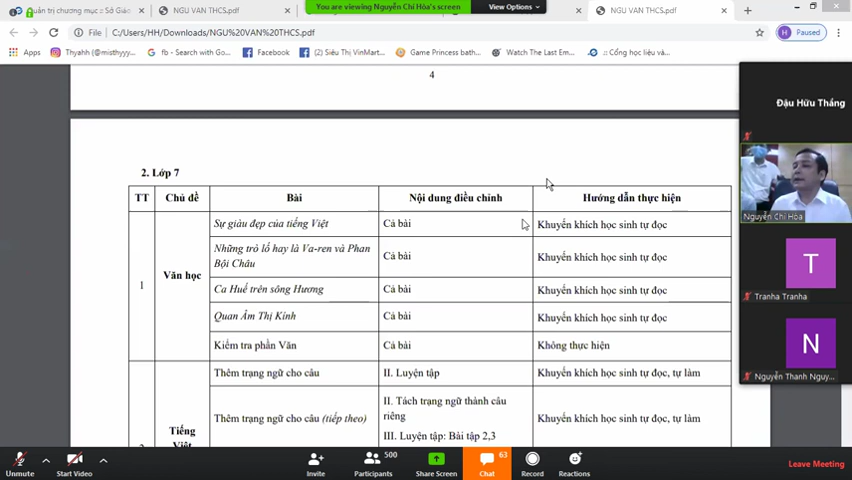 Quản trị chương mục :: Sở Giáo
NGU VAN THCS.pdf
You are viewing Nguyễn Chí Hòa's screen
View Options
NGU VAN THCS.pdf
File | C:/Users/HH/Downloads/NGU%20VAN%20THCS.pdf
H Paused
Apps
Thyahh (@misthyyy...
fb - Search with Go...
Facebook
(2) Siêu Thị VinMart...
Game Prison bathro...
Watch The Last Em...
:: Cổng học liệu và...
4
2. Lớp 7
TT Chủ đề Bài Nội dung điều chỉnh Hướng dẫn thực hiện
1 Văn học
Sự giàu đẹp của tiếng Việt Cả bài Khuyến khích học sinh tự đọc
Những trò lố hay là Va-ren và Phan
Bội Châu Cả bài Khuyến khích học sinh tự đọc
Ca Huế trên sông Hương Cả bài Khuyến khích học sinh tự đọc
Quan Âm Thị Kính Cả bài Khuyến khích học sinh tự đọc
Kiểm tra phần Văn Cả bài Không thực hiện
Tiếng
Việt
Thêm trạng ngữ cho câu II. Luyện tập Khuyến khích học sinh tự đọc, tự làm
Thêm trạng ngữ cho câu (tiếp theo) II. Tách trạng ngữ thành câu
riêng
III. Luyện tập: Bài tập 2,3 Khuyến khích học sinh tự đọc, tự làm
Đậu Hữu Thắng
Nguyễn Chí Hòa
T
Tranha Tranha
N
Nguyễn Thanh Nguy...
Unmute
Start Video
Invite
500
Participants
Share Screen
63
Chat
Record
Reactions
Leave Meeting